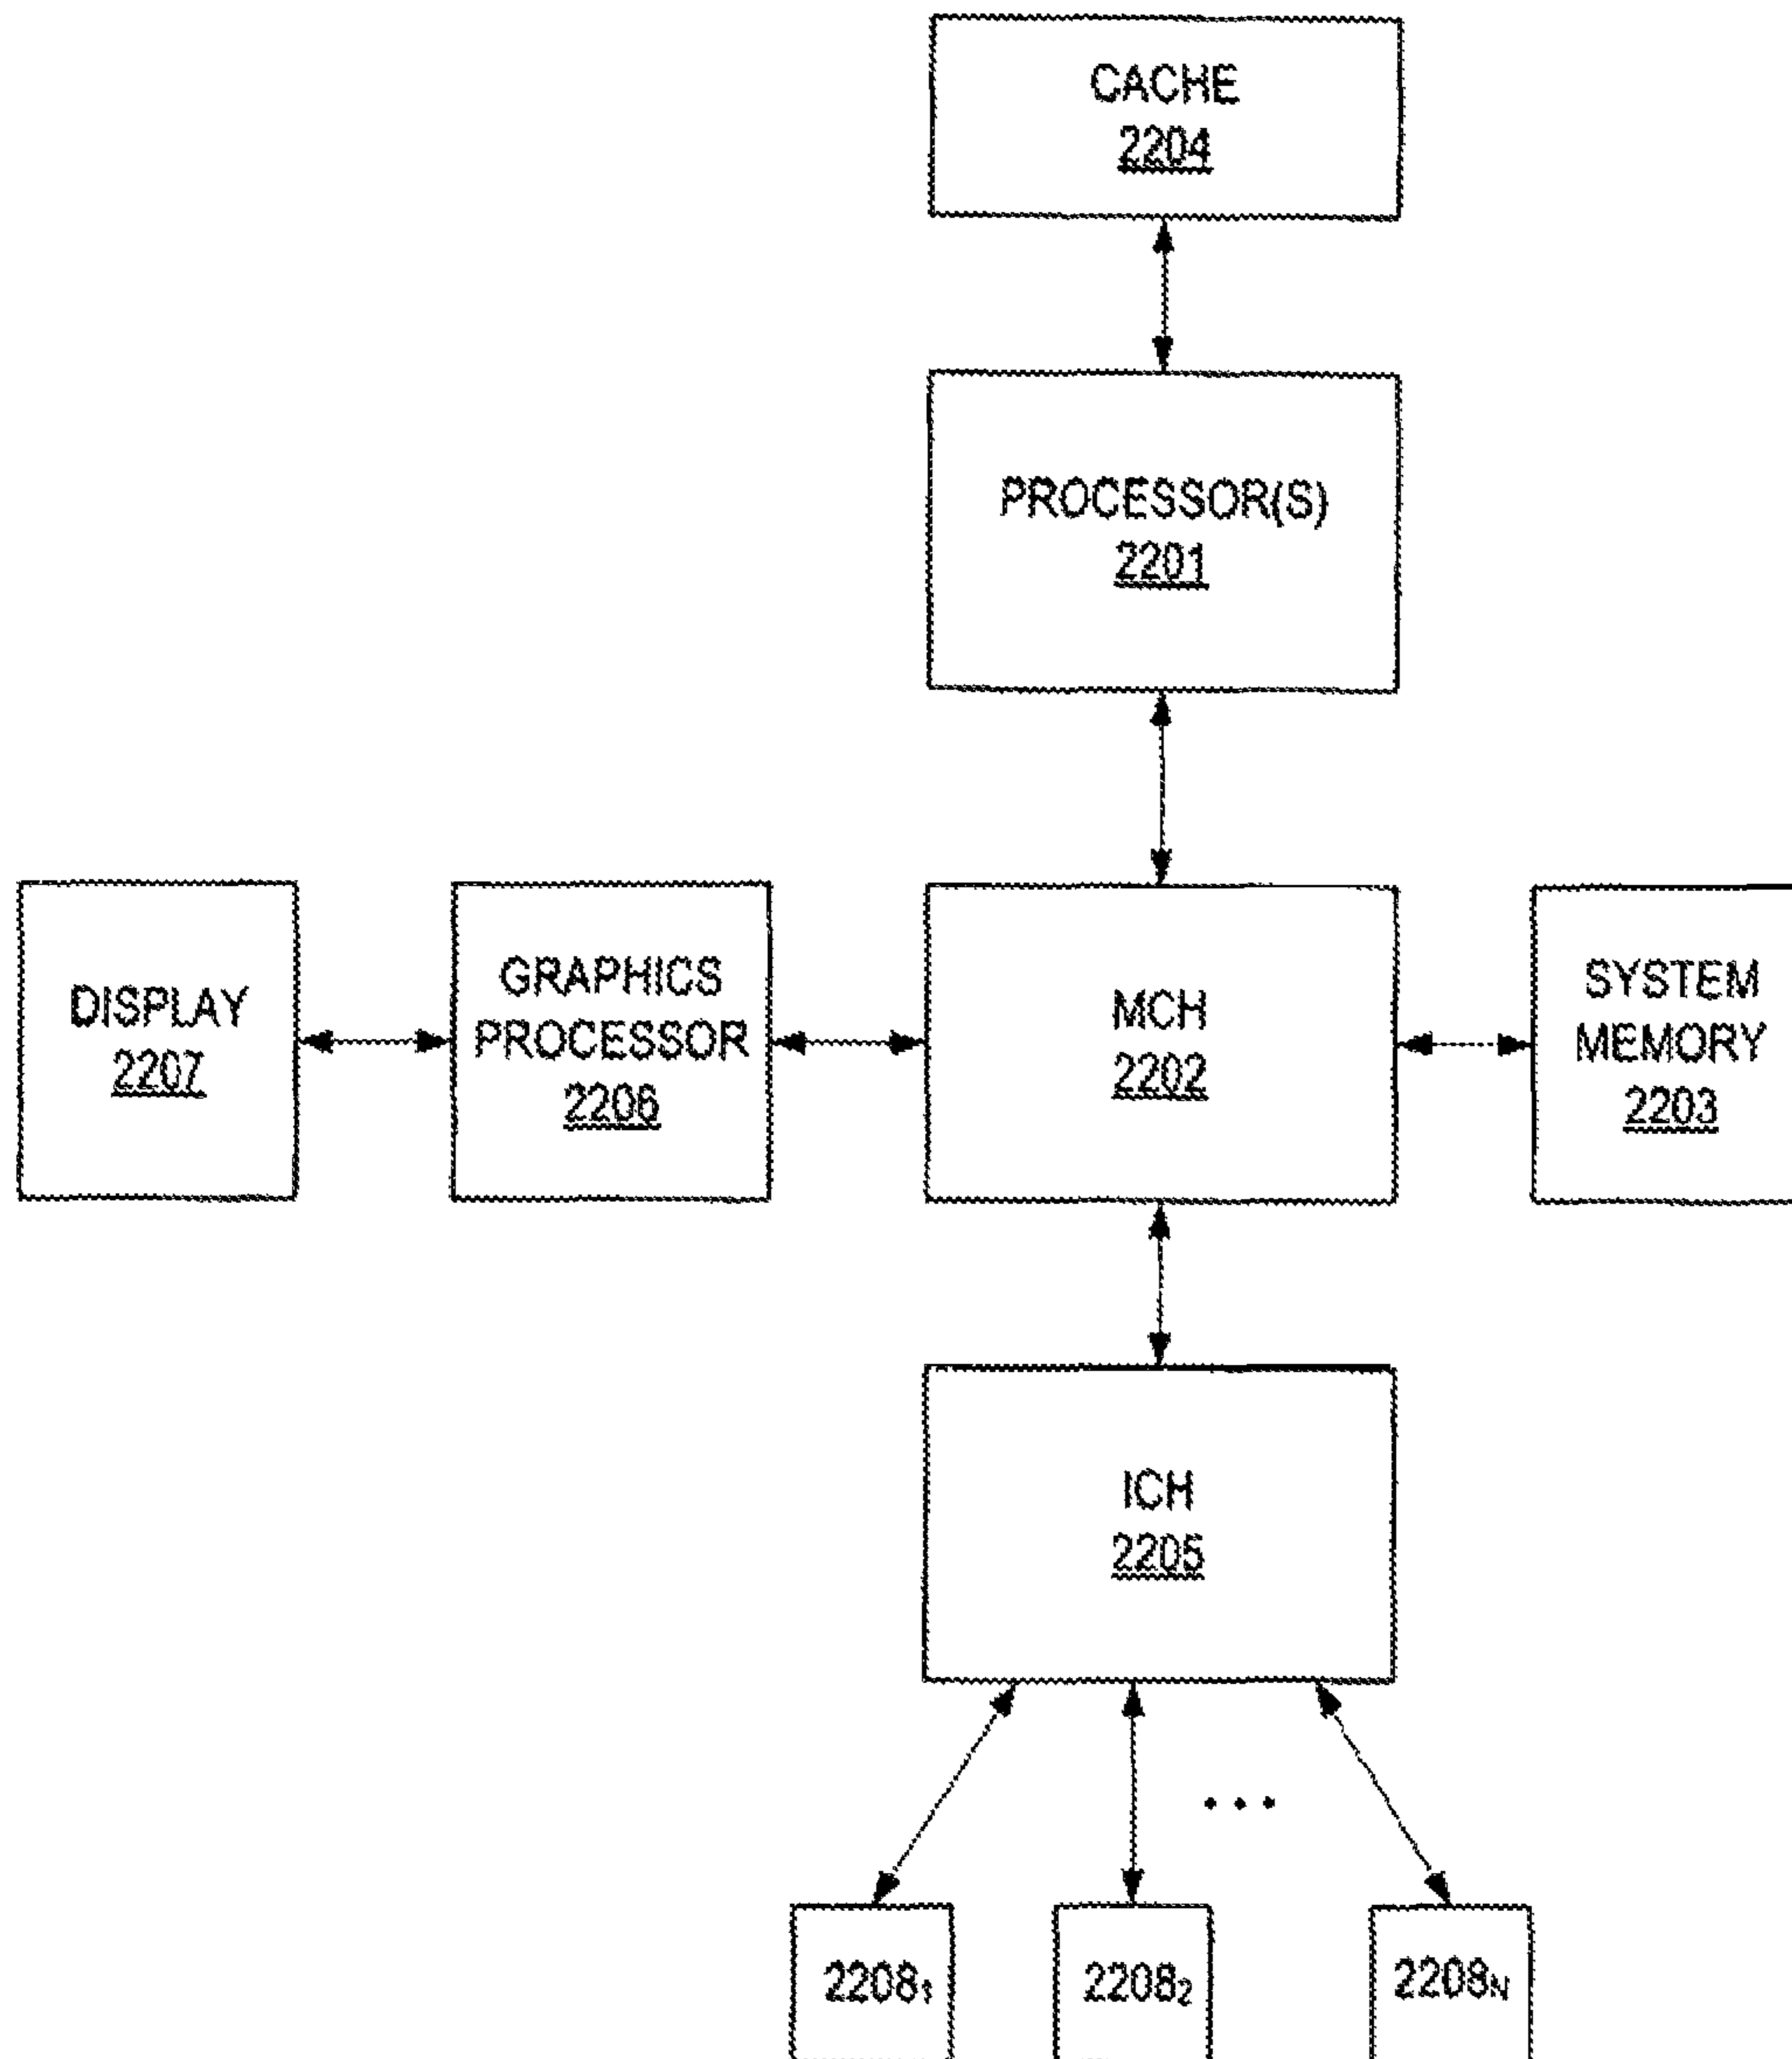 CACHE
2204
PROCESSOR(S)
2201
DISPLAY
2207
GRAPHICS
PROCESSOR
2206
MCH
2202
SYSTEM
MEMORY
2203
ICH
2205
...
2208₁
2208₂
2208N